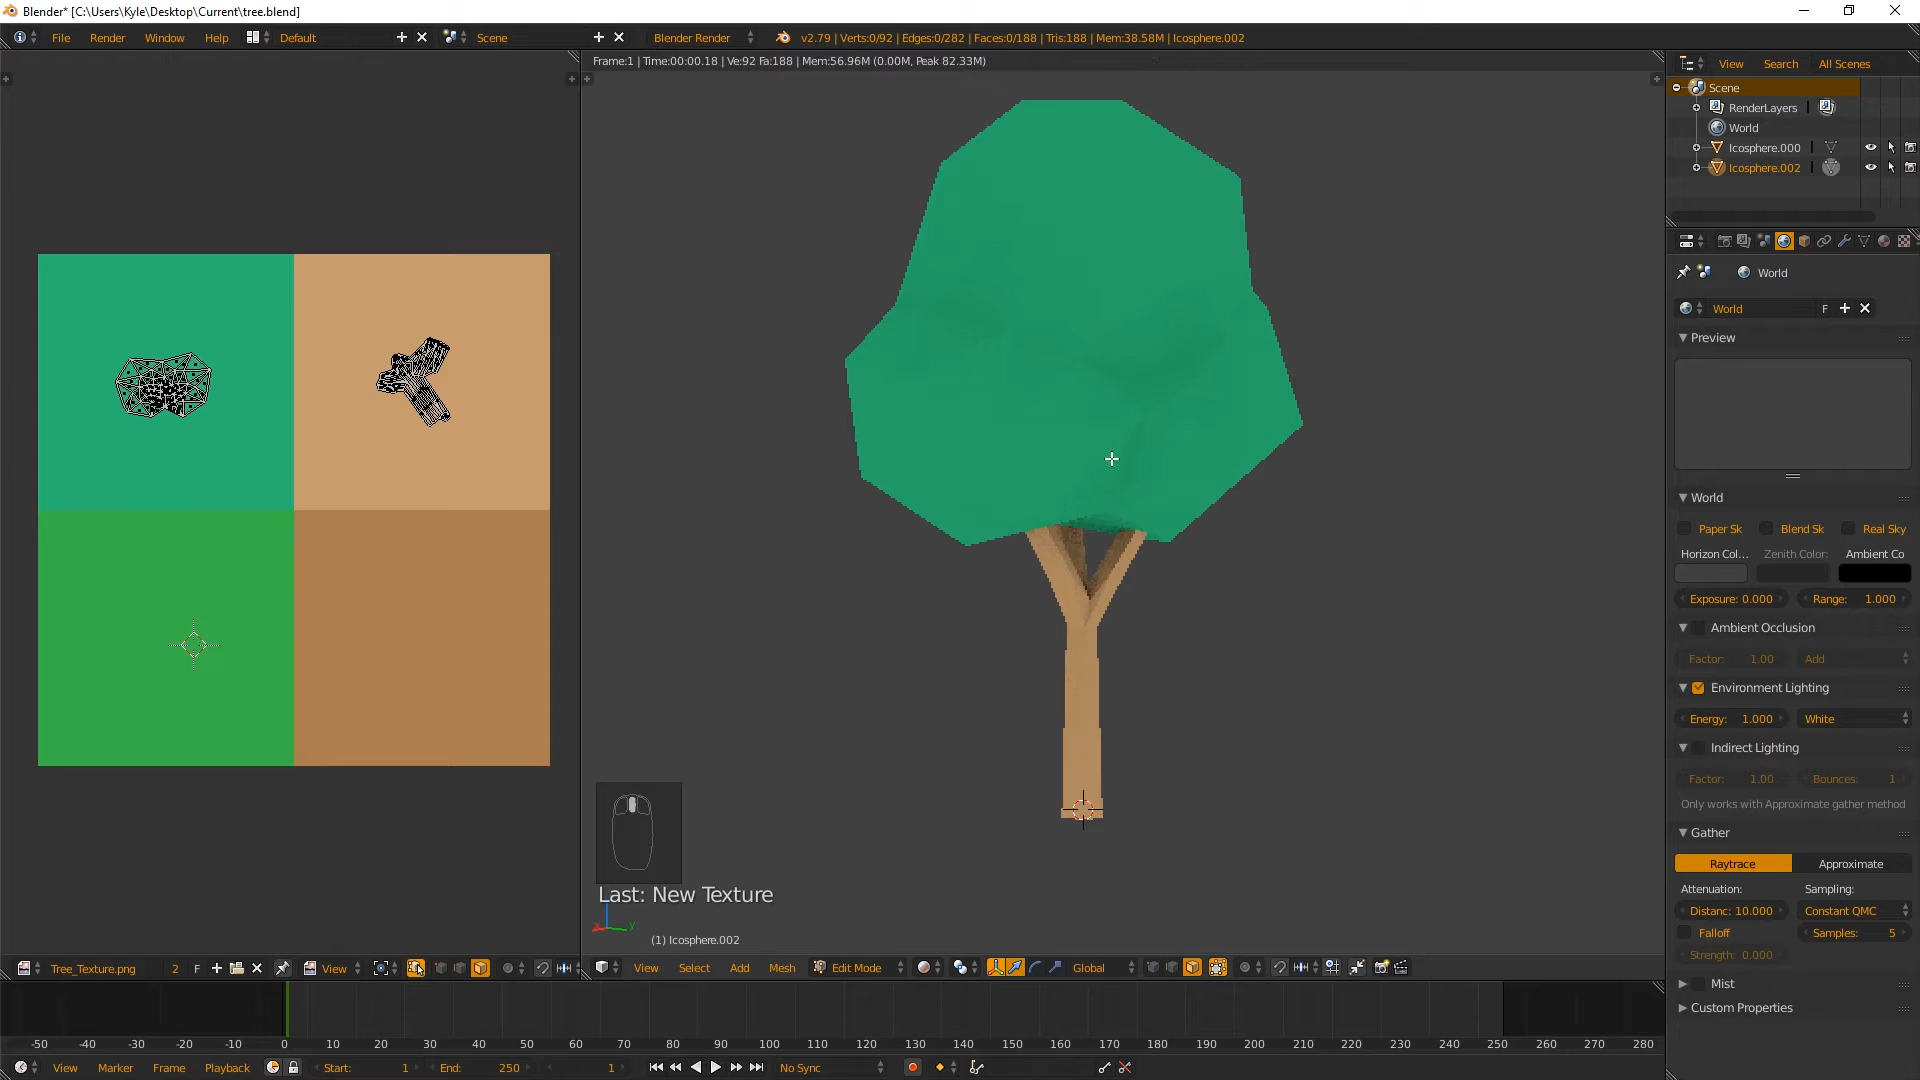 Blender* [C:\Users\Kyle\Desktop\Current\tree.blend]
File Render Window Help Default Scene Blender Render v2.79 | Verts:0/92 | Edges:0/282 | Faces:0/188 | Tris:188 | Mem:38.58M | Icosphere.002
Frame:1 | Time:00:00.18 | Ve:92 Fa:188 | Mem:56.96M (0.00M, Peak 82.33M)
View Search All Scenes
Scene
RenderLayers
World
Icosphere.000
Icosphere.002
World
World F
Preview
World
Paper Sk Blend Sk Real Sky
Horizon Col... Zenith Color: Ambient Co
Exposure: 0.000 Range: 1.000
Ambient Occlusion
Factor: 1.00 Add
Environment Lighting
Energy: 1.000 White
Indirect Lighting
Factor: 1.00 Bounces: 1
Only works with Approximate gather method
Gather
Raytrace Approximate
Attenuation: Sampling:
Distanc: 10.000 Constant QMC
Falloff Samples: 5
Strength: 0.000
Mist
Custom Properties
Last: New Texture
x y
(1) Icosphere.002
Tree_Texture.png 2 F View
View Select Add Mesh Edit Mode Global
-50 -40 -30 -20 -10 0 10 20 30 40 50 60 70 80 90 100 110 120 130 140 150 160 170 180 190 200 210 220 230 240 250 260 270 280
View Marker Frame Playback Start: 1 End: 250 1 No Sync